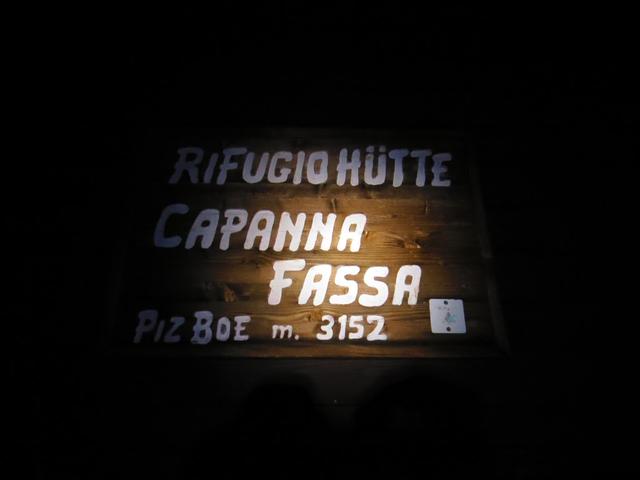 RIFUGIO HÜTTE
CAPANNA
FASSA
PIZ BOE m. 3152